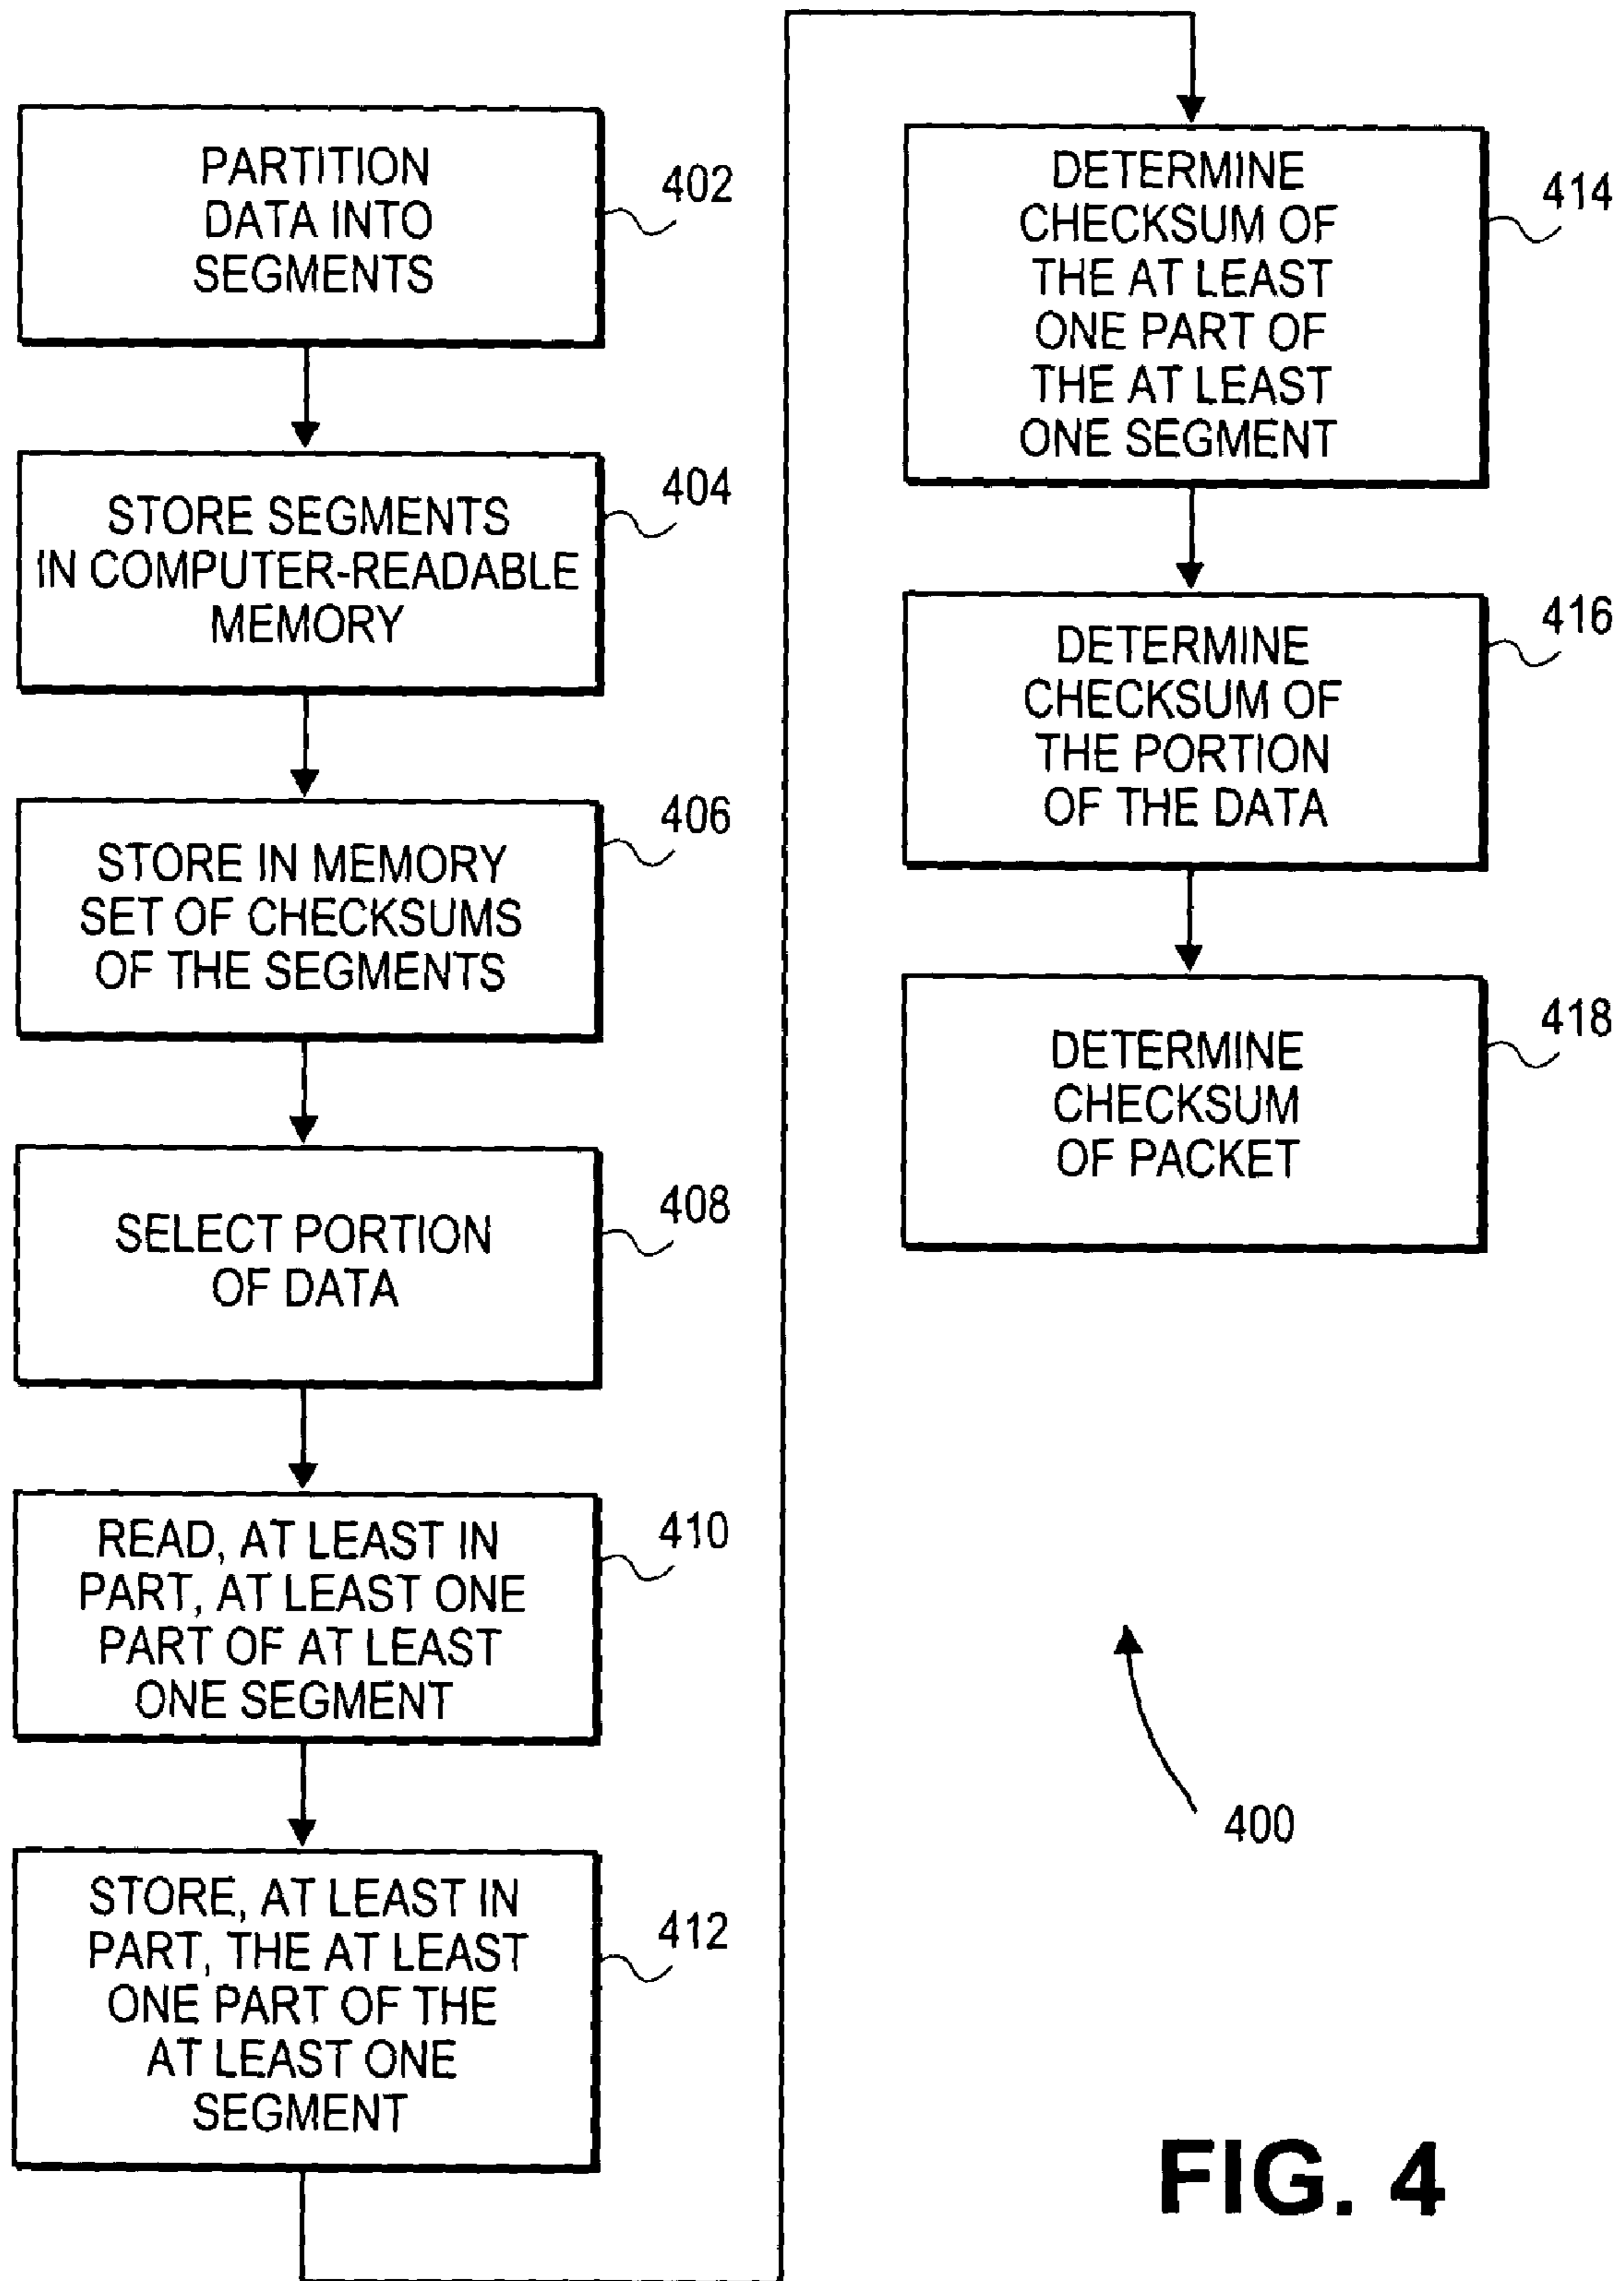 PARTITION
DATA INTO
SEGMENTS
402
STORE SEGMENTS
IN COMPUTER-READABLE
MEMORY
404
STORE IN MEMORY
SET OF CHECKSUMS
OF THE SEGMENTS
406
SELECT PORTION
OF DATA
408
READ, AT LEAST IN
PART, AT LEAST ONE
PART OF AT LEAST
ONE SEGMENT
410
STORE, AT LEAST IN
PART, THE AT LEAST
ONE PART OF THE
AT LEAST ONE
SEGMENT
412
DETERMINE
CHECKSUM OF
THE AT LEAST
ONE PART OF
THE AT LEAST
ONE SEGMENT
414
DETERMINE
CHECKSUM OF
THE PORTION
OF THE DATA
416
DETERMINE
CHECKSUM
OF PACKET
418
400
FIG. 4